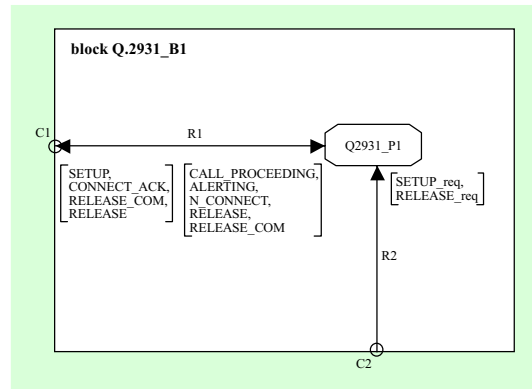 block Q.2931_B1
C1
R1
Q2931_P1
SETUP,
CONNECT_ACK,
RELEASE_COM,
RELEASE
CALL_PROCEEDING,
ALERTING,
N_CONNECT,
RELEASE,
RELEASE_COM
SETUP_req,
RELEASE_req
R2
C2